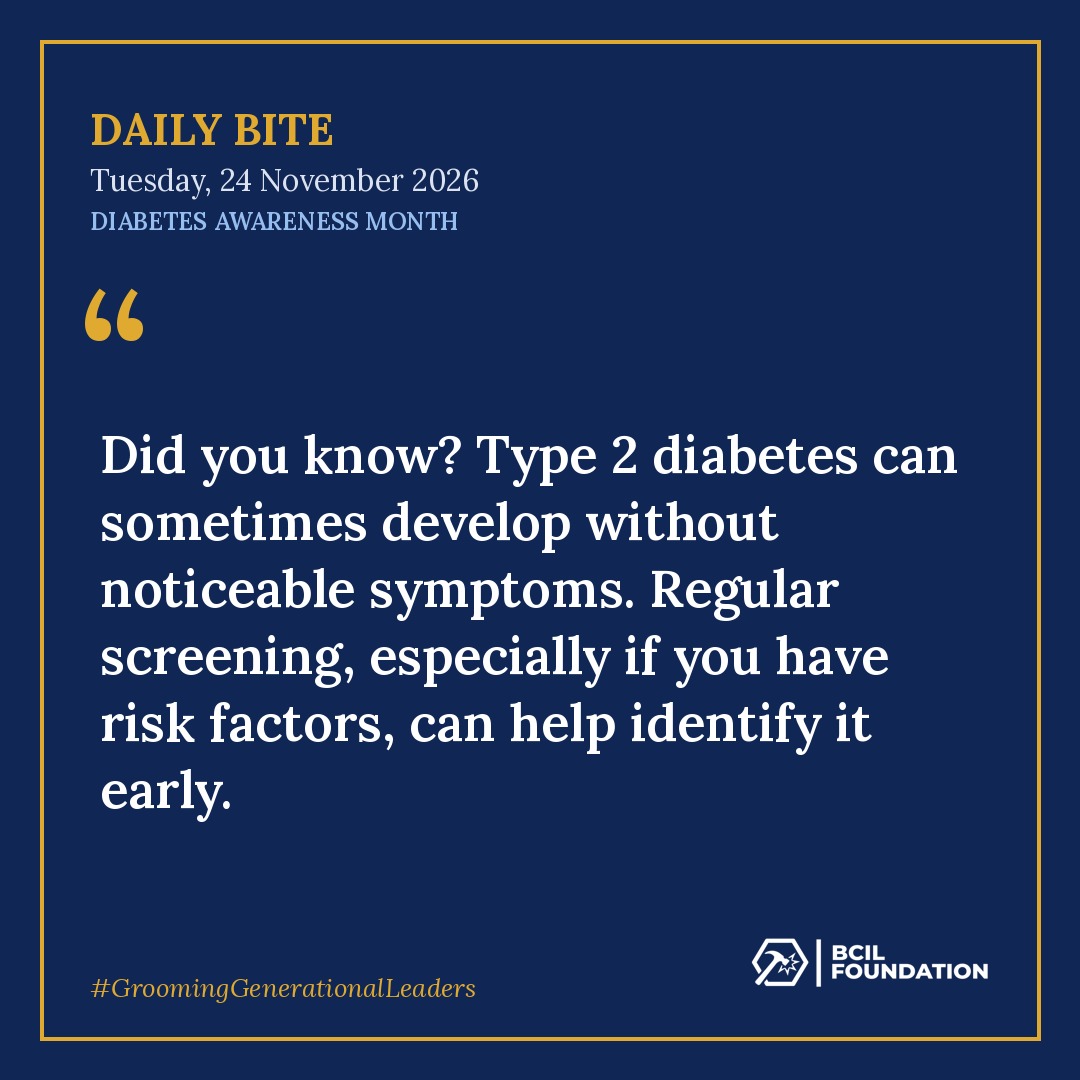 DAILY BITE
Tuesday, 24 November 2026
DIABETES AWARENESS MONTH
“
Did you know? Type 2 diabetes can
sometimes develop without
noticeable symptoms. Regular
screening, especially if you have
risk factors, can help identify it
early.
#GroomingGenerationalLeaders
BCIL
FOUNDATION